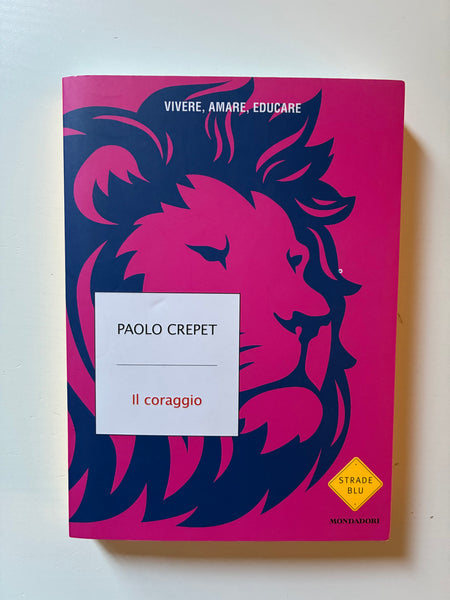 VIVERE, AMARE, EDUCARE
PAOLO CREPET
Il coraggio
STRADE
BLU
MONDADORI